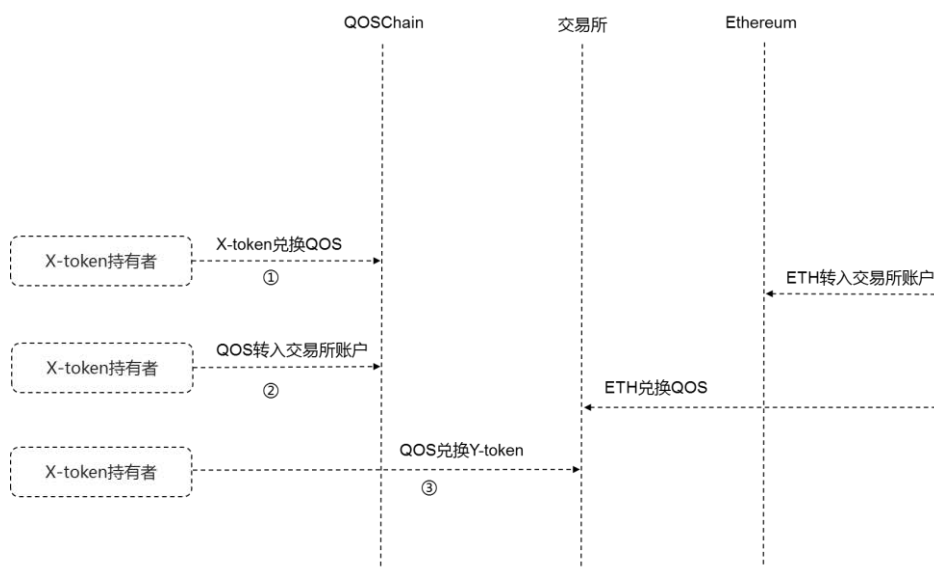 QOSChain
交易所
Ethereum
X-token兑换QOS
X-token持有者
①
ETH转入交易所账户
QOS转入交易所账户
X-token持有者
②
ETH兑换QOS
QOS兑换Y-token
X-token持有者
③